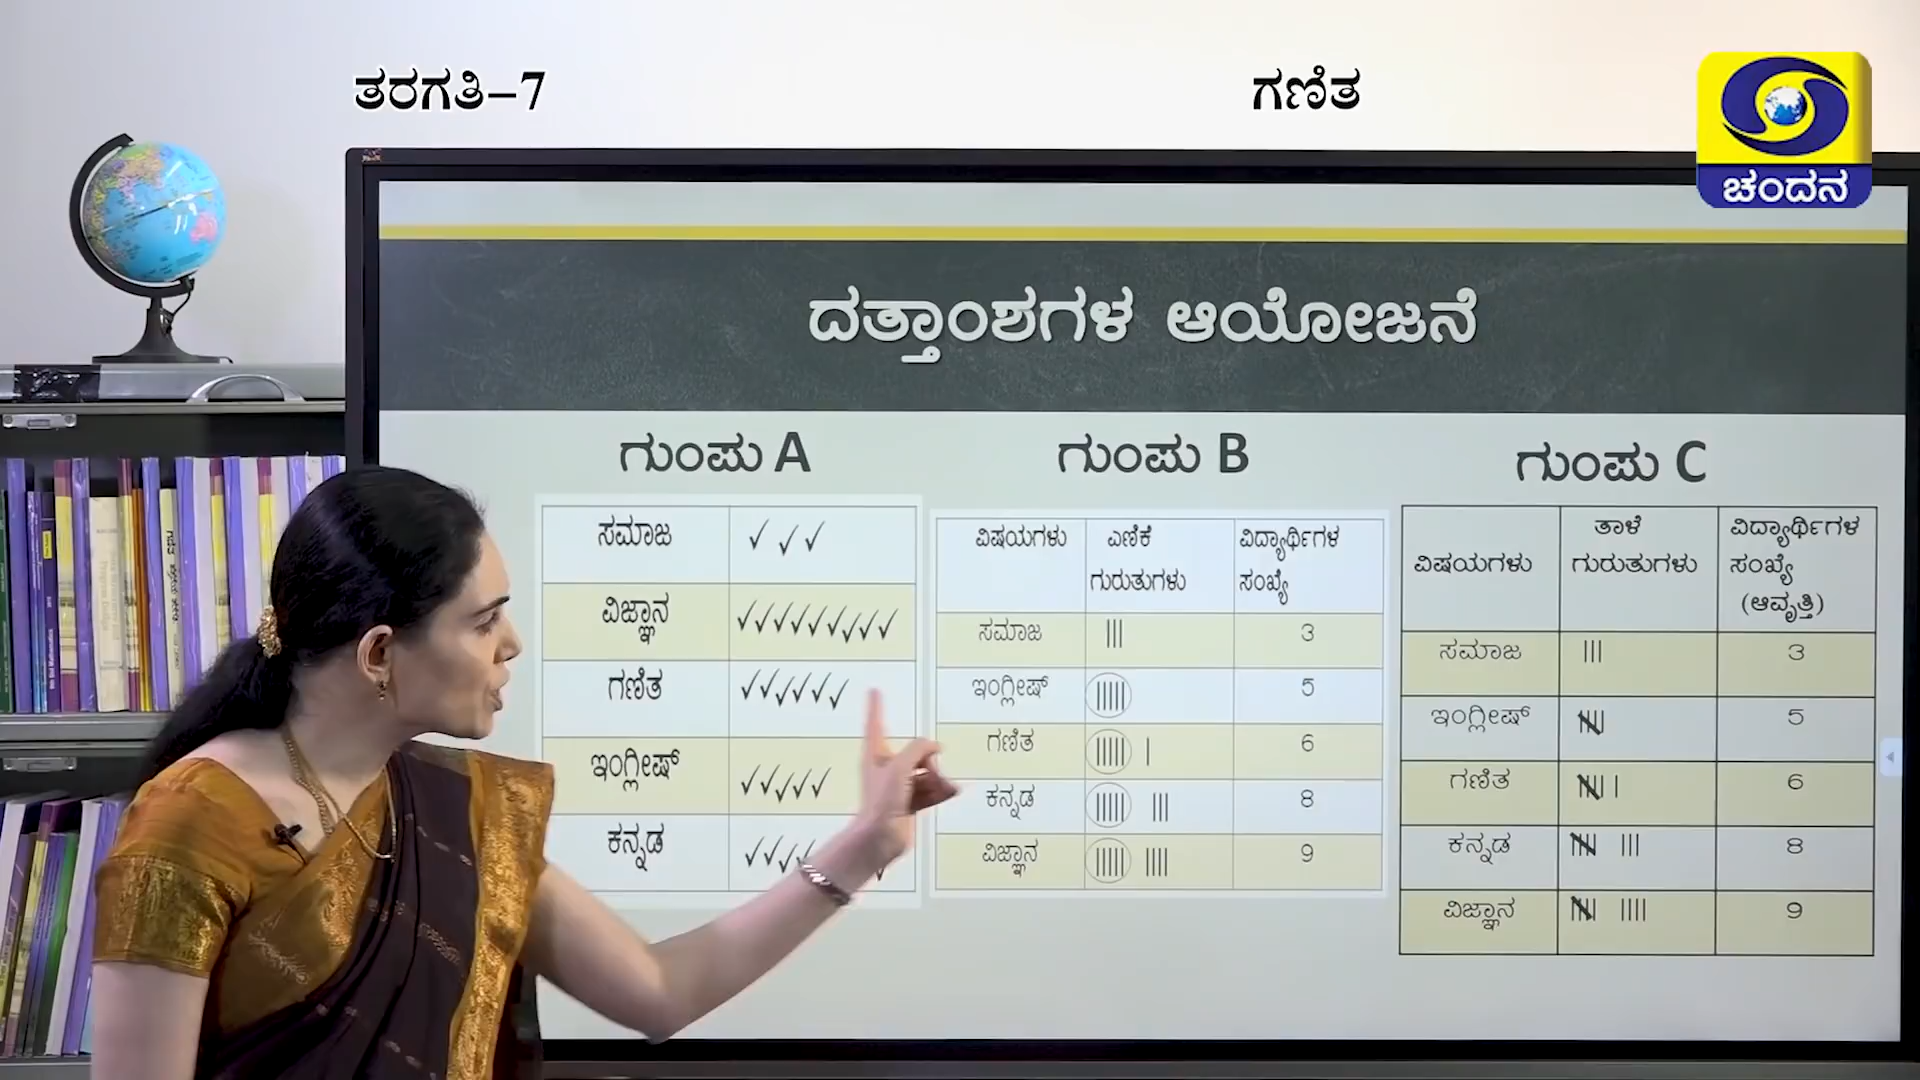 ತರಗತಿ–7
ಗಣಿತ
ಚಂದನ
ದತ್ತಾಂಶಗಳ ಆಯೋಜನೆ
ಗುಂಪು A
ಸಮಾಜ
ವಿಜ್ಞಾನ
ಗಣಿತ
ಇಂಗ್ಲೀಷ್
ಕನ್ನಡ
ಗುಂಪು B
ವಿಷಯಗಳು ಎಣಿಕೆ ಗುರುತುಗಳು ವಿದ್ಯಾರ್ಥಿಗಳ ಸಂಖ್ಯೆ
ಸಮಾಜ 3
ಇಂಗ್ಲೀಷ್ 5
ಗಣಿತ 6
ಕನ್ನಡ 8
ವಿಜ್ಞಾನ 9
ಗುಂಪು C
ವಿಷಯಗಳು ತಾಳೆ ಗುರುತುಗಳು ವಿದ್ಯಾರ್ಥಿಗಳ ಸಂಖ್ಯೆ (ಆವೃತ್ತಿ)
ಸಮಾಜ 3
ಇಂಗ್ಲೀಷ್ 5
ಗಣಿತ 6
ಕನ್ನಡ 8
ವಿಜ್ಞಾನ 9